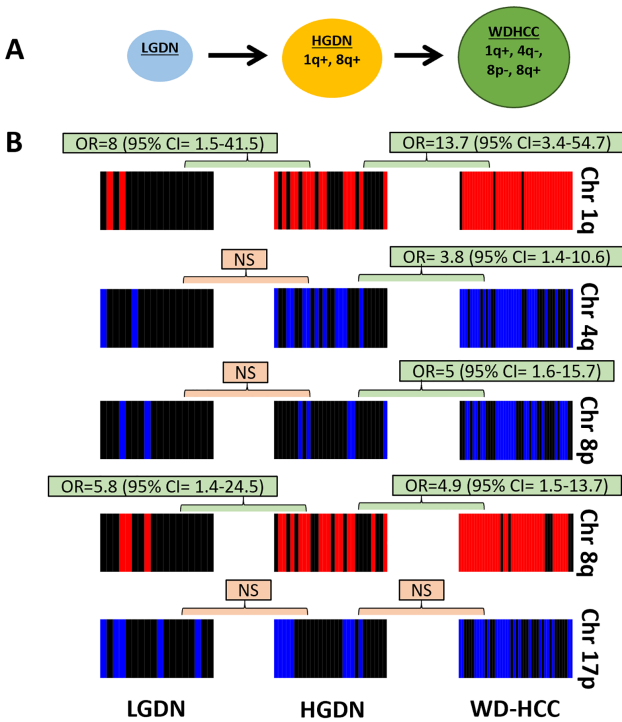 A
LGDN
HGDN
1q+, 8q+
WDHCC
1q+, 4q-,
8p-, 8q+
B
OR=8 (95% CI= 1.5-41.5)
OR=13.7 (95% CI=3.4-54.7)
Chr 1q
NS
OR= 3.8 (95% CI= 1.4-10.6)
Chr 4q
NS
OR=5 (95% CI= 1.6-15.7)
Chr 8p
OR=5.8 (95% CI= 1.4-24.5)
OR=4.9 (95% CI= 1.5-13.7)
Chr 8q
NS
NS
Chr 17p
LGDN
HGDN
WD-HCC